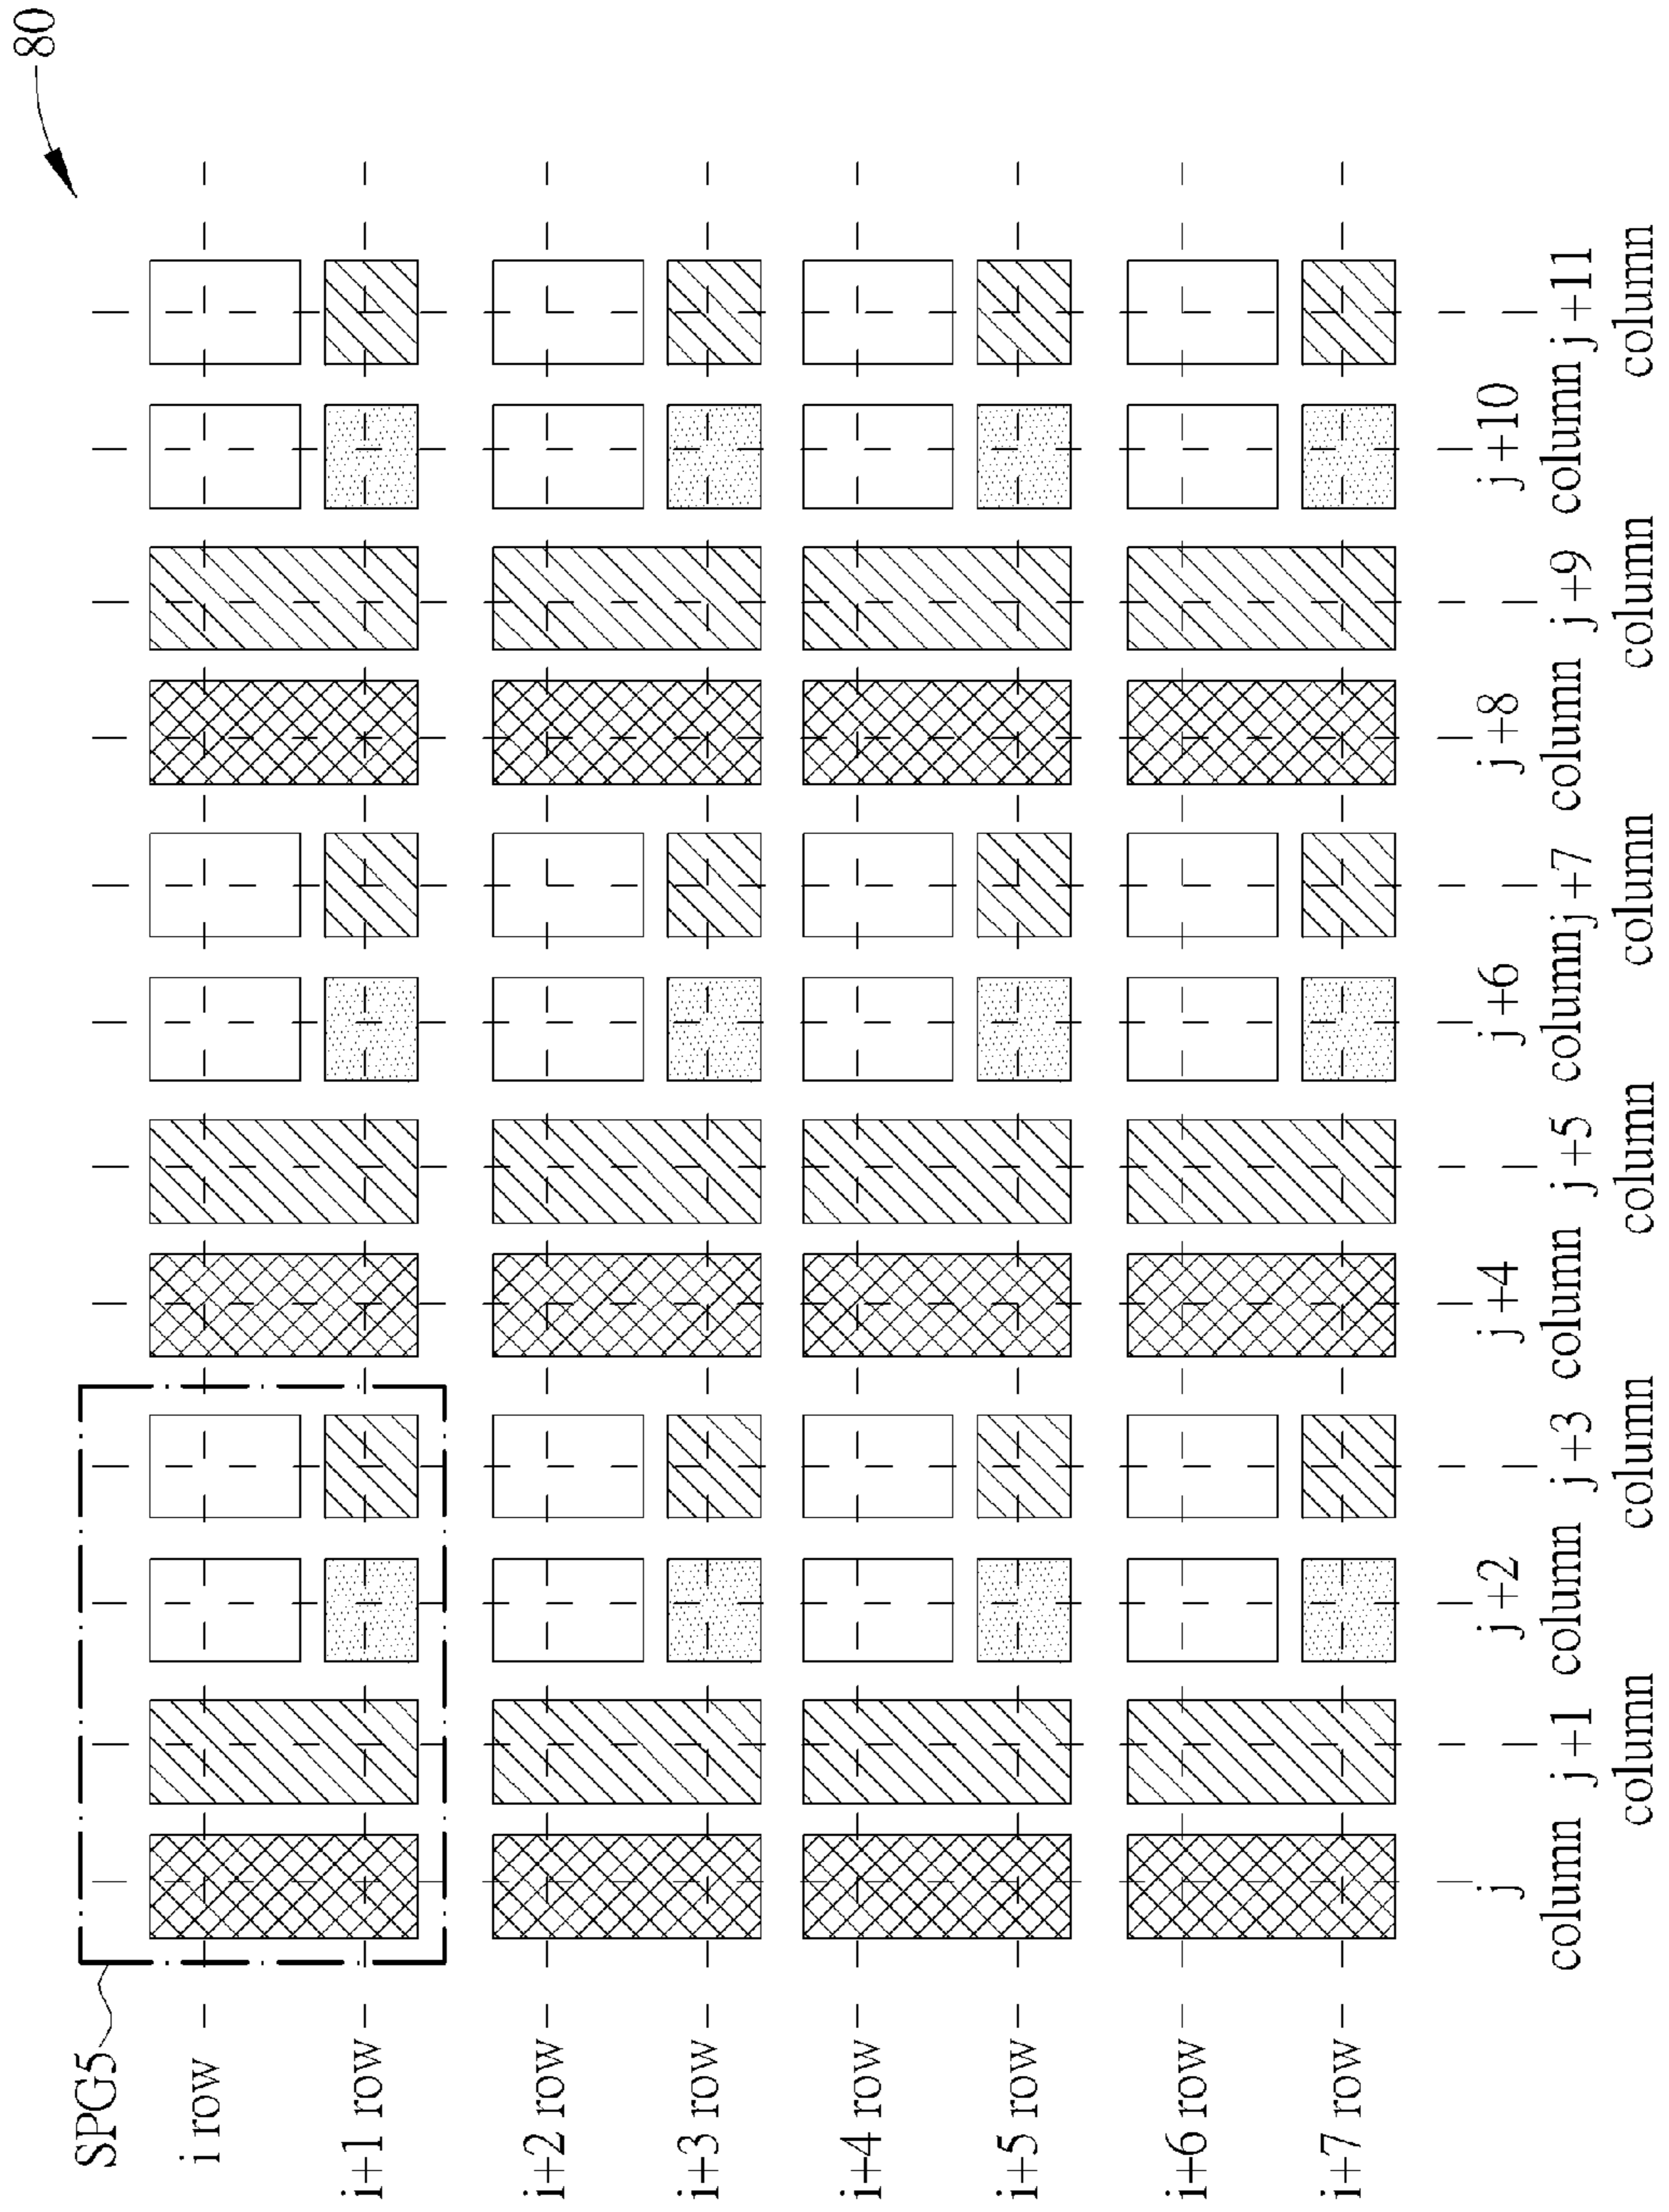 80
SPG5
i row
i+1 row
i+2 row
i+3 row
i+4 row
i+5 row
i+6 row
i+7 row
j
column
j+1
column
j+2
column
j+3
column
j+4
column
j+5
column
j+6
column
j+7
column
j+8
column
j+9
column
j+10
column
j+11
column